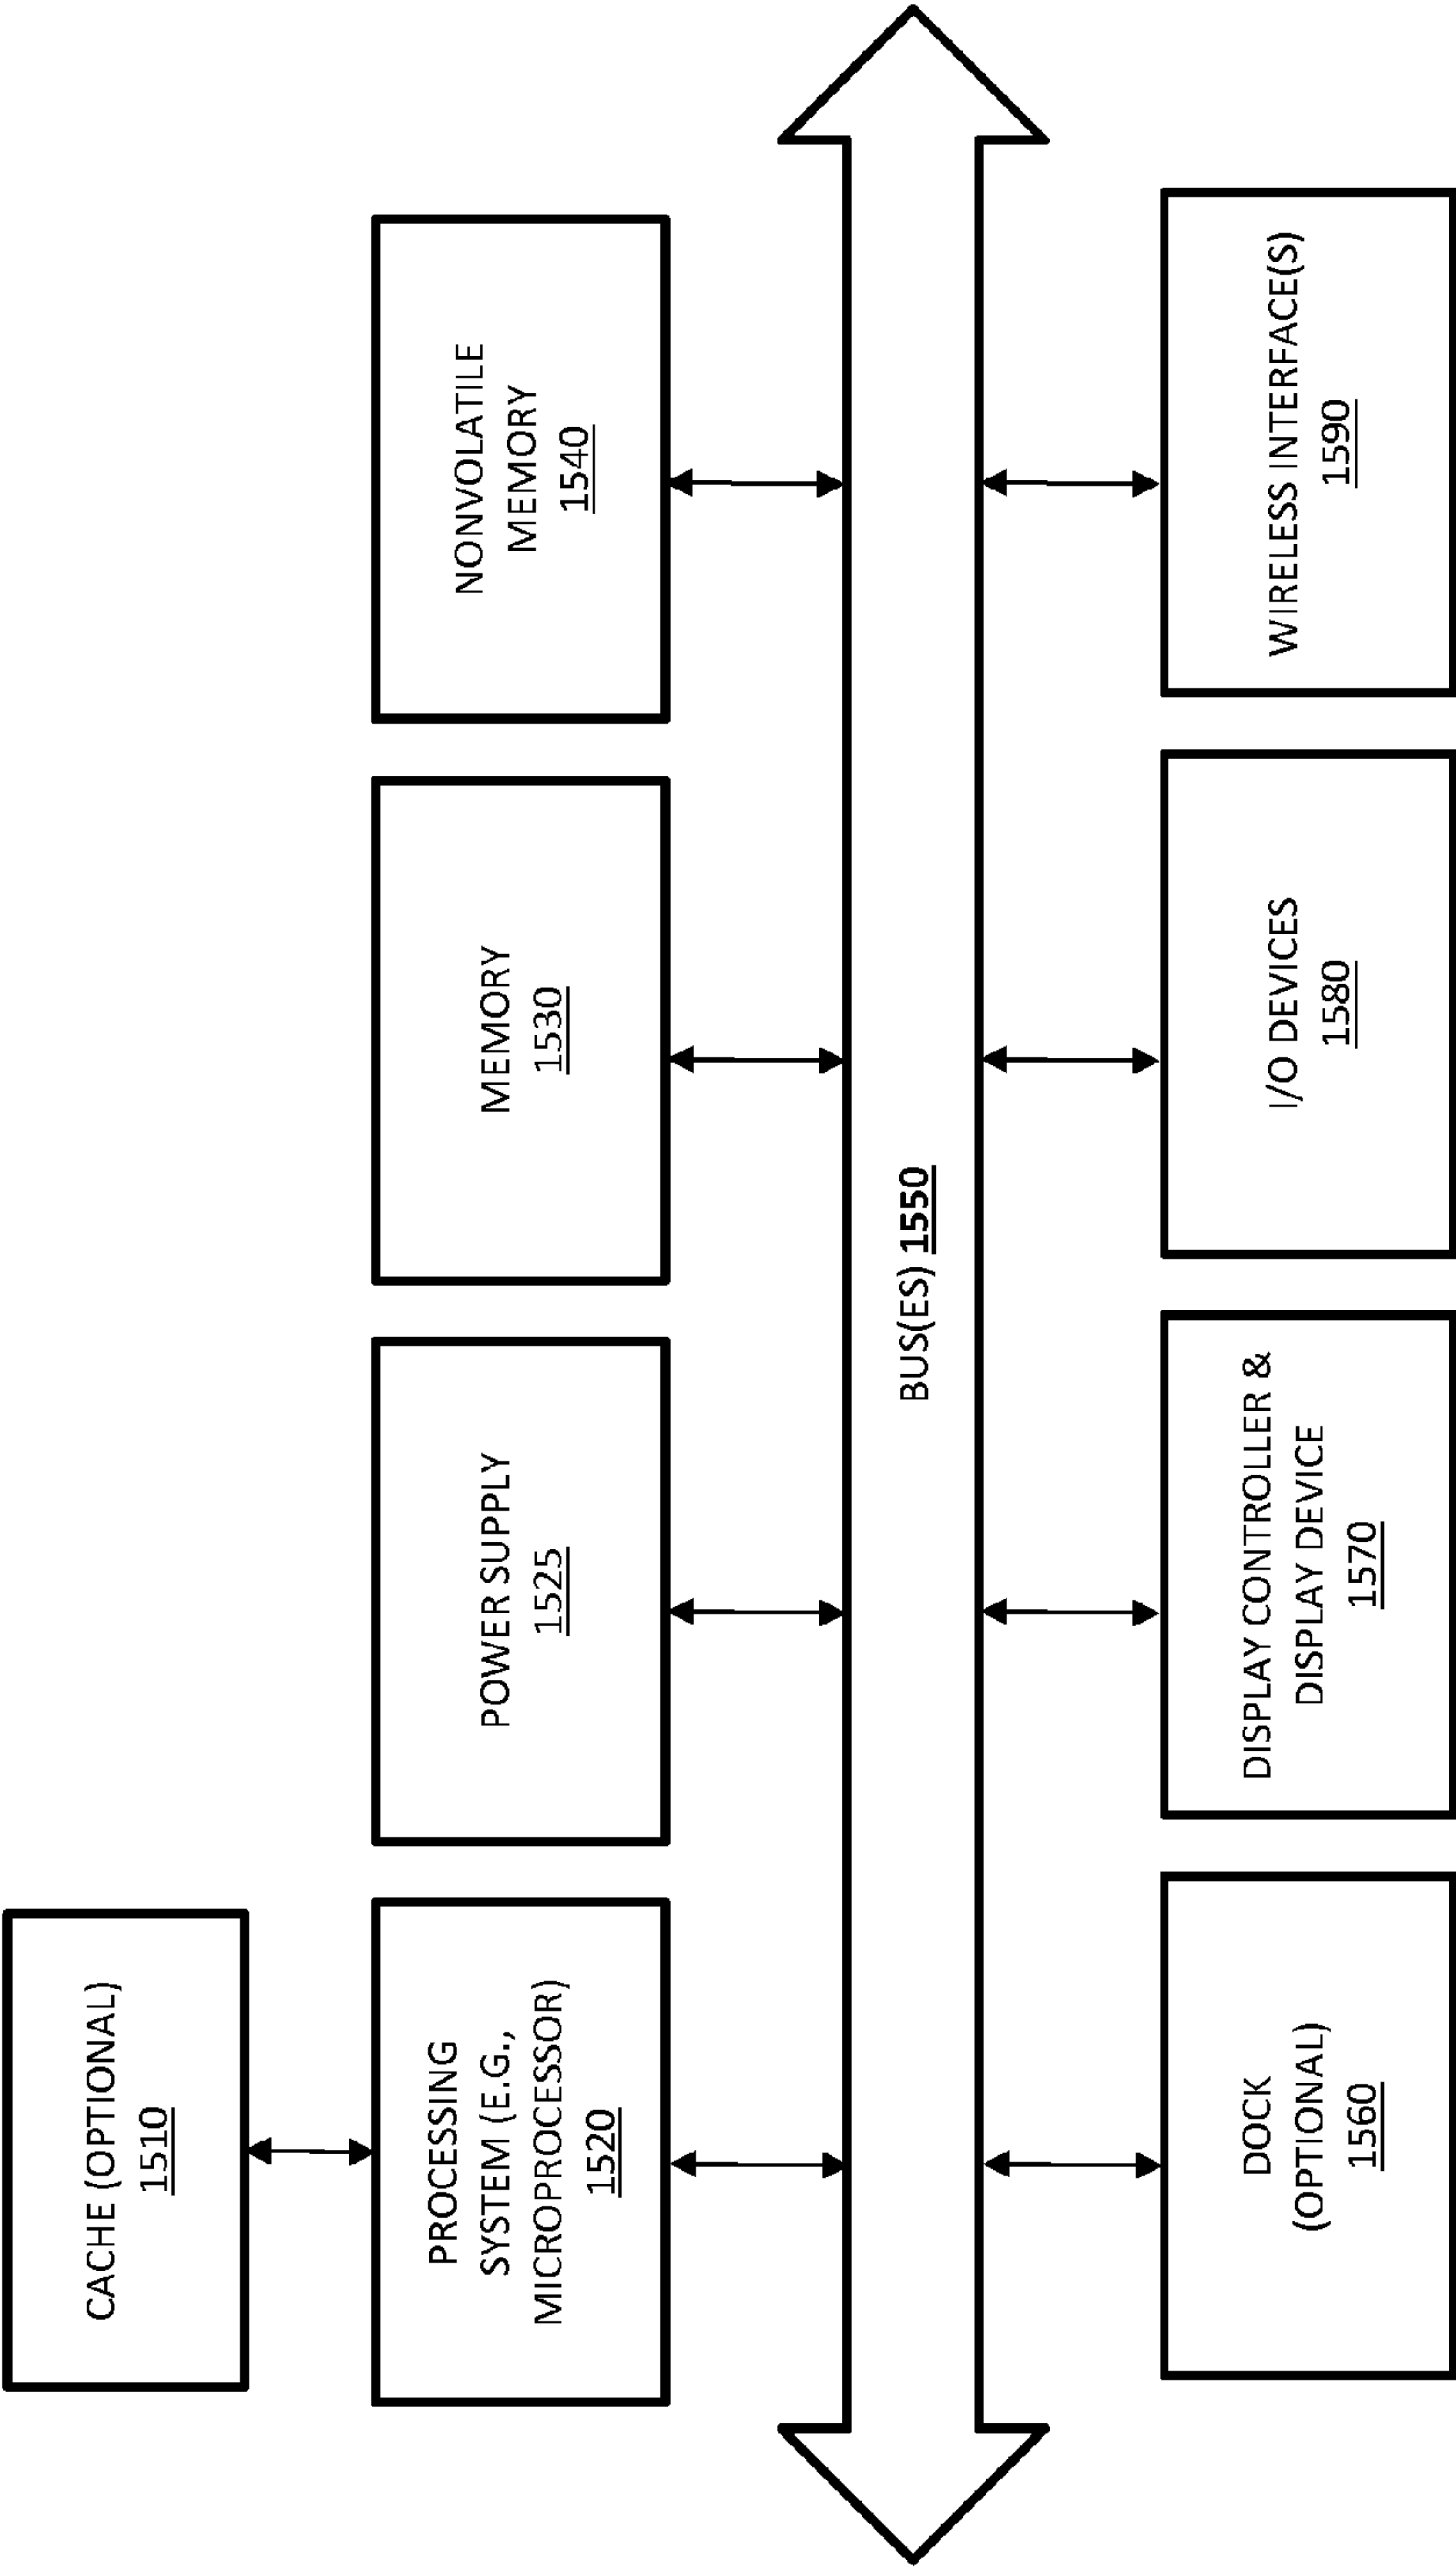 CACHE (OPTIONAL)
1510
PROCESSING
SYSTEM (E.G.,
MICROPROCESSOR)
1520
POWER SUPPLY
1525
MEMORY
1530
NONVOLATILE
MEMORY
1540
BUS(ES) 1550
DOCK
(OPTIONAL)
1560
DISPLAY CONTROLLER &
DISPLAY DEVICE
1570
I/O DEVICES
1580
WIRELESS INTERFACE(S)
1590